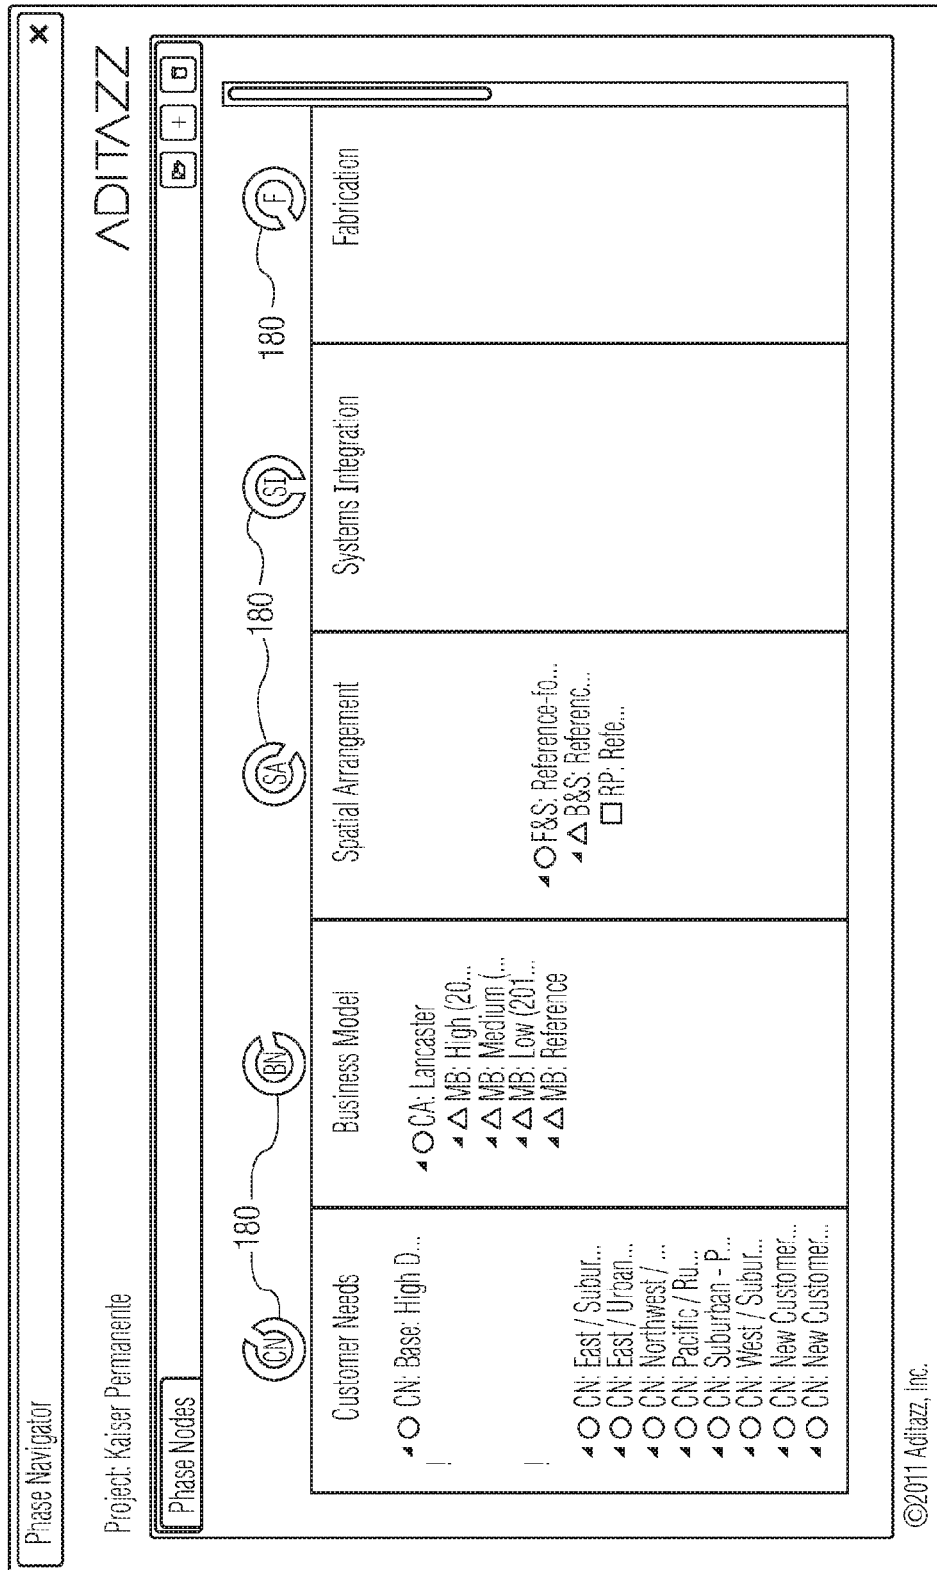 Phase Navigator
X
Project: Kaiser Permanente
ADITAZZ
Phase Nodes
+
180
180
180
CN
BN
SA
SI
F
Customer Needs
CN: Base: High D...
CN: East / Subur...
CN: East / Urban...
CN: Northwest / ...
CN: Pacific / Ru...
CN: Suburban - P...
CN: West / Subur...
CN: New Customer...
CN: New Customer...
Business Model
CA: Lancaster
MB: High (20...
MB: Medium (...
MB: Low (201...
MB: Reference
Spatial Arrangement
F&S: Reference-fo...
B&S: Referenc...
RP: Refe...
Systems Integration
Fabrication
©2011 Aditazz, Inc.